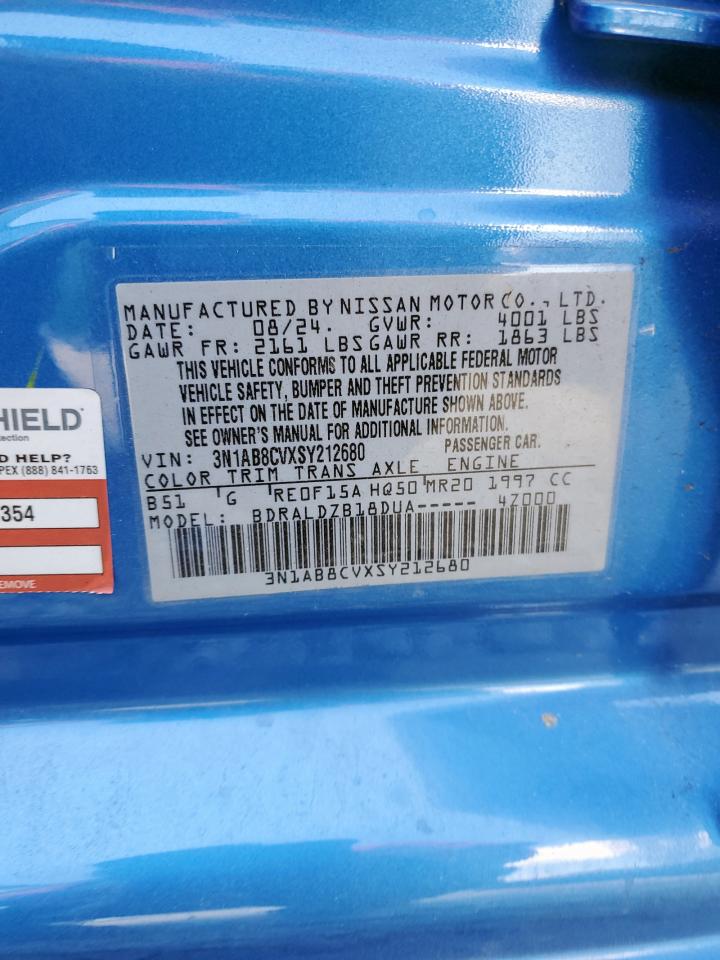 MANUFACTURED BY NISSAN MOTOR CO., LTD.
DATE: 08/24. GVWR: 4001 LBS
GAWR FR: 2161 LBS GAWR RR: 1863 LBS
THIS VEHICLE CONFORMS TO ALL APPLICABLE FEDERAL MOTOR
VEHICLE SAFETY, BUMPER AND THEFT PREVENTION STANDARDS
IN EFFECT ON THE DATE OF MANUFACTURE SHOWN ABOVE.
SEE OWNER'S MANUAL FOR ADDITIONAL INFORMATION.
VIN: 3N1AB8CVXSY212680 PASSENGER CAR.
COLOR TRIM TRANS AXLE ENGINE
B51 G RE0F15A HQ50 MR20 1997 CC
MODEL: BDRALDZB18DUA----- 4Z000
3N1AB8CVXSY212680
HIELD
ection
D HELP?
PEX (888) 841-1763
354
EMOVE